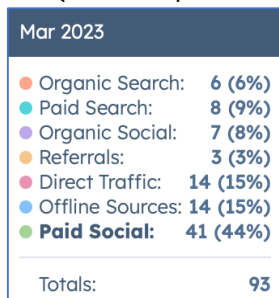 Mar 2023
Organic Search: 6 (6%)
Paid Search: 8 (9%)
Organic Social: 7 (8%)
Referrals: 3 (3%)
Direct Traffic: 14 (15%)
Offline Sources: 14 (15%)
Paid Social: 41 (44%)
Totals: 93